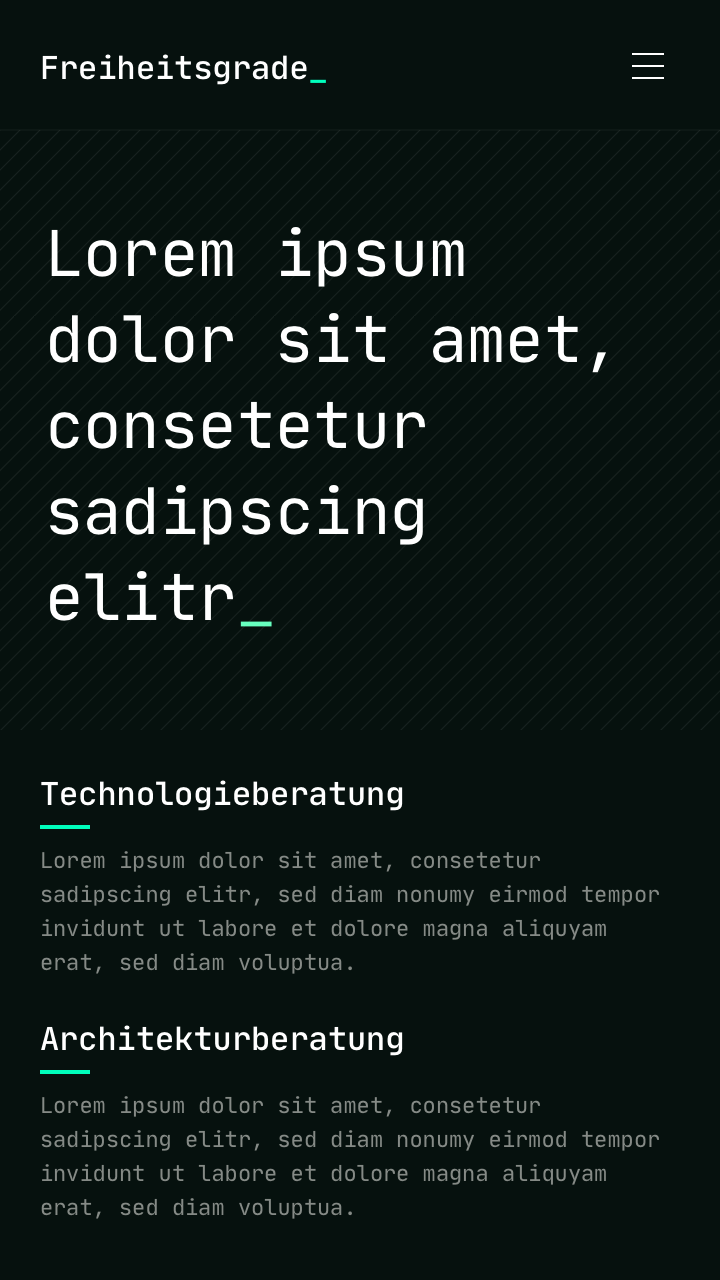 Freiheitsgrade_
Lorem ipsum
dolor sit amet,
consetetur
sadipscing
elitr_
Technologieberatung
Lorem ipsum dolor sit amet, consetetur
sadipscing elitr, sed diam nonumy eirmod tempor
invidunt ut labore et dolore magna aliquyam
erat, sed diam voluptua.
Architekturberatung
Lorem ipsum dolor sit amet, consetetur
sadipscing elitr, sed diam nonumy eirmod tempor
invidunt ut labore et dolore magna aliquyam
erat, sed diam voluptua.